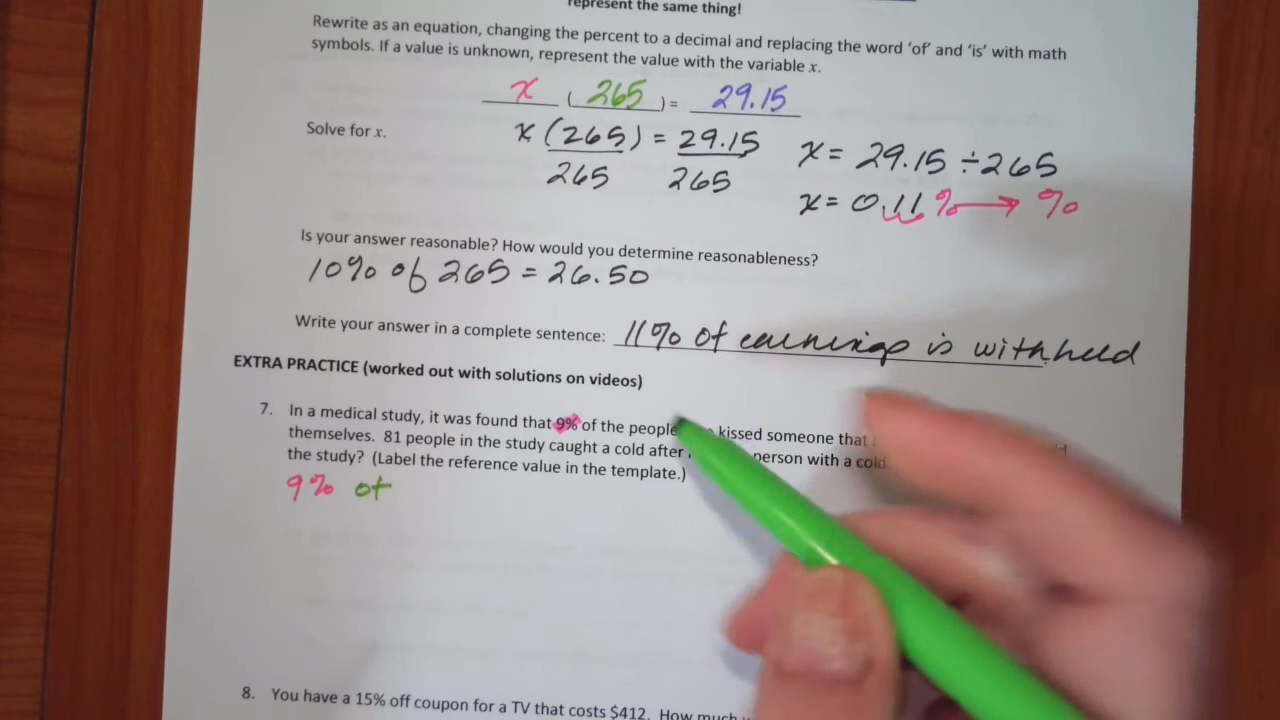 represent the same thing!
Rewrite as an equation, changing the percent to a decimal and replacing the word 'of' and 'is' with math
symbols. If a value is unknown, represent the value with the variable x.
x (265) = 29.15
Solve for x.
x (265) = 29.15
265 265
x = 29.15 ÷ 265
x = 0.11 % → %
Is your answer reasonable? How would you determine reasonableness?
10% of 265 = 26.50
Write your answer in a complete sentence: 11% of earnings is withheld
EXTRA PRACTICE (worked out with solutions on videos)
7. In a medical study, it was found that 9% of the people kissed someone that
themselves. 81 people in the study caught a cold after person with a cold
the study? (Label the reference value in the template.)
9% of
8. You have a 15% off coupon for a TV that costs $412. How much